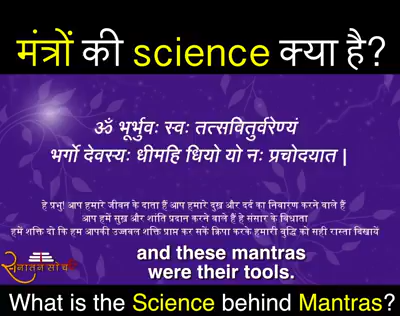 मंत्रों की science क्या है?
ॐ भूर्भुवः स्वः तत्सवितुर्वरेण्यं
भर्गो देवस्यः धीमहि धियो यो नः प्रचोदयात |
हे प्रभु! आप हमारे जीवन के दाता हैं आप हमारे दुख और दर्द का निवारण करने वाले हैं
आप हमें सुख और शांति प्रदान करने वाले हैं हे संसार के बिधाता
हमें शक्ति दो कि हम आपकी उज्जवल शक्ति प्राप्त कर सकें क्रिपा करके हमारी बुद्धि को सही रास्ता दिखायें
सनातन सोच
and these mantras
were their tools.
What is the Science behind Mantras?